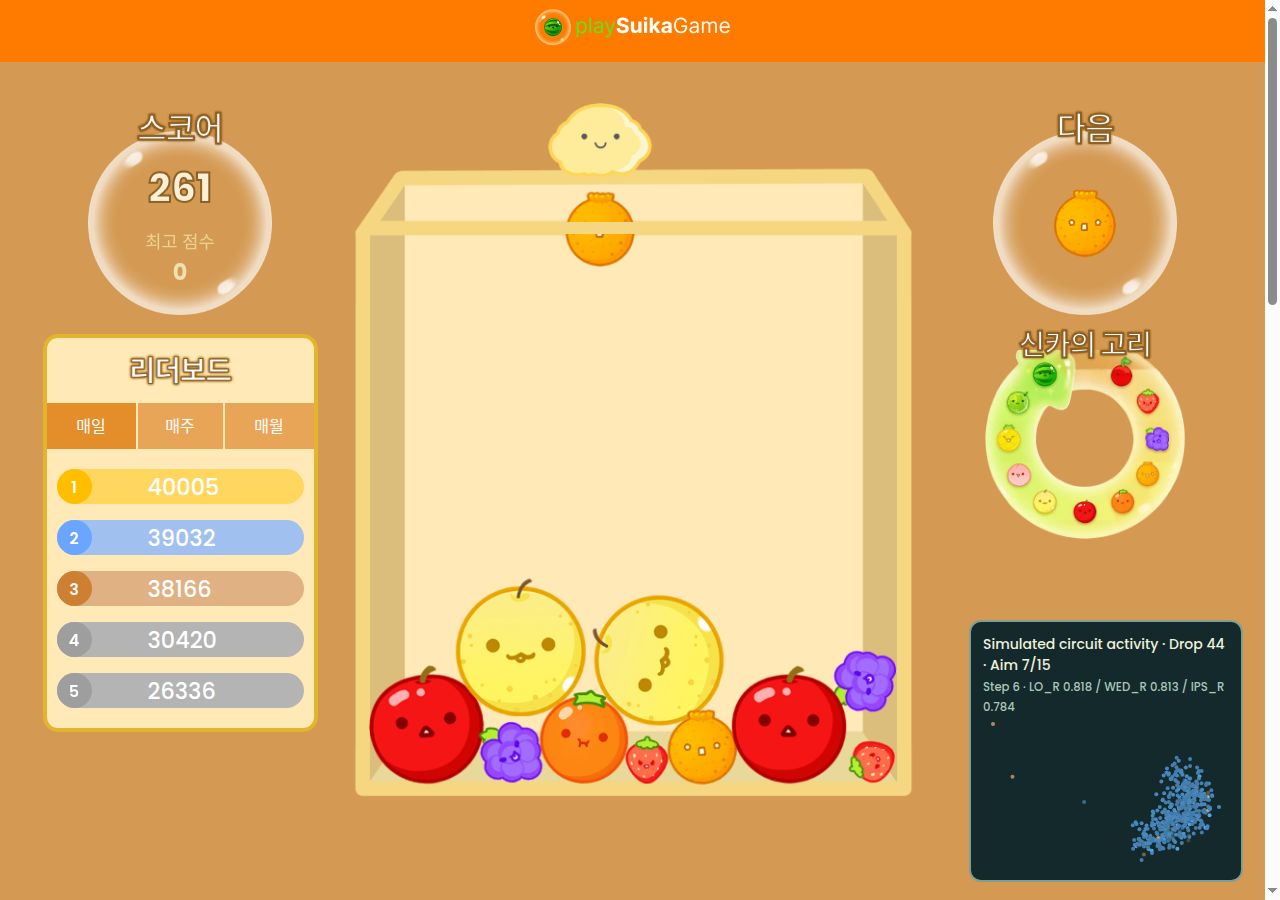 playSuikaGame
스코어
261
최고 점수
0
다음
신카의 고리
리더보드
매일 매주 매월
1 40005
2 39032
3 38166
4 30420
5 26336
Simulated circuit activity · Drop 44
· Aim 7/15
Step 6 · LO_R 0.818 / WED_R 0.813 / IPS_R
0.784